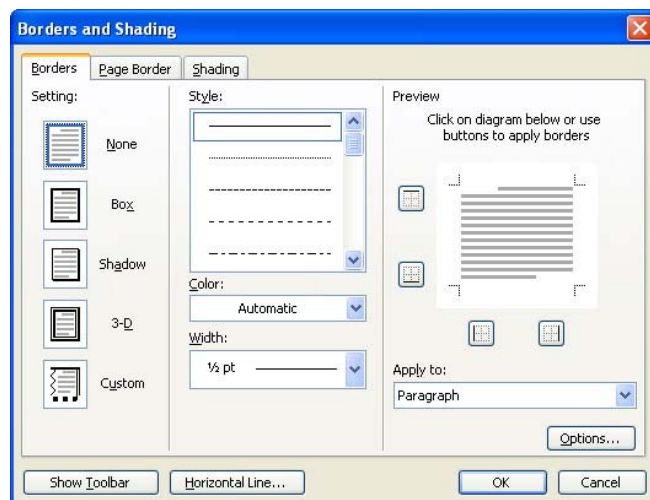 Borders and Shading
Borders
Page Border
Shading
Setting:
None
Box
Shadow
3-D
Custom
Style:
Color:
Automatic
Width:
½ pt
Preview
Click on diagram below or use
buttons to apply borders
Apply to:
Paragraph
Options...
Show Toolbar
Horizontal Line...
OK
Cancel